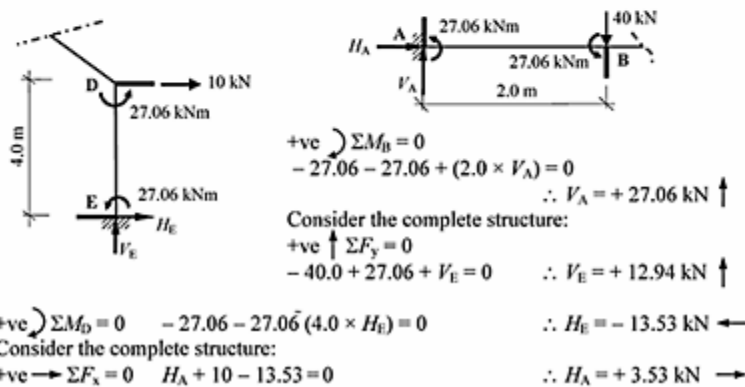 D 10 kN
27.06 kNm
4.0 m
E 27.06 kNm
H_E
V_E
40 kN
A 27.06 kNm
H_A
27.06 kNm B
V_A
2.0 m
+ve ΣM_B = 0
− 27.06 − 27.06 + (2.0 × V_A) = 0
∴ V_A = + 27.06 kN ↑
Consider the complete structure:
+ve ↑ ΣF_y = 0
− 40.0 + 27.06 + V_E = 0 ∴ V_E = + 12.94 kN ↑
+ve ΣM_D = 0 − 27.06 − 27.06 ̄ (4.0 × H_E) = 0 ∴ H_E = − 13.53 kN ←
Consider the complete structure:
+ve → ΣF_x = 0 H_A + 10 − 13.53 = 0 ∴ H_A = + 3.53 kN →